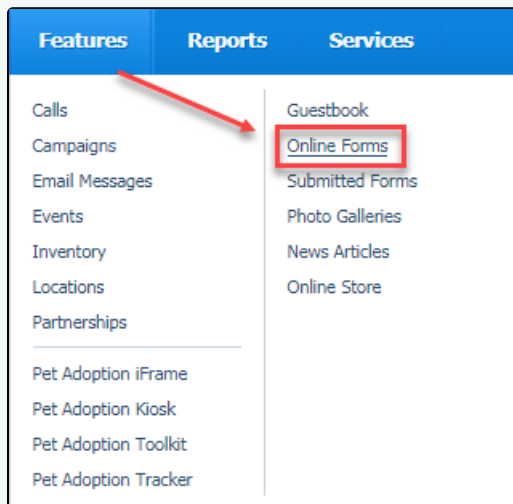 Features Reports Services
Calls
Campaigns
Email Messages
Events
Inventory
Locations
Partnerships
Pet Adoption iFrame
Pet Adoption Kiosk
Pet Adoption Toolkit
Pet Adoption Tracker
Guestbook
Online Forms
Submitted Forms
Photo Galleries
News Articles
Online Store